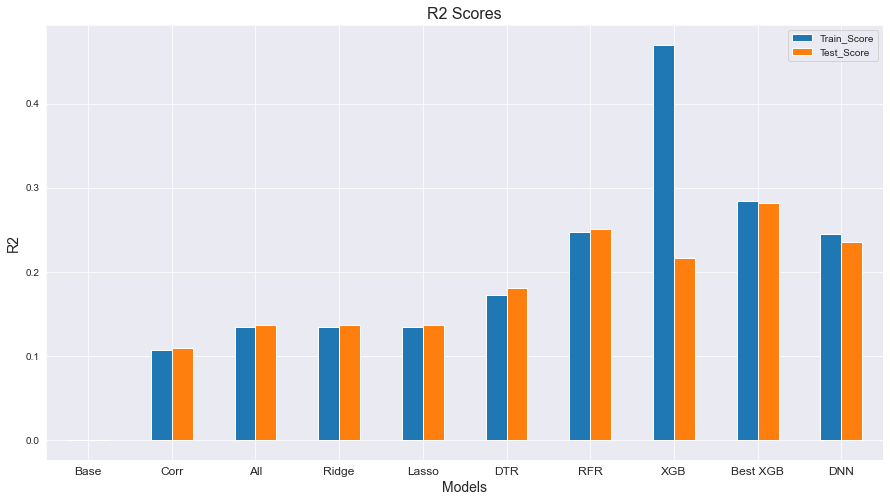 R2 Scores
Train_Score
Test_Score
R2
0.4
0.3
0.2
0.1
0.0
Base Corr All Ridge Lasso DTR RFR XGB Best XGB DNN
Models